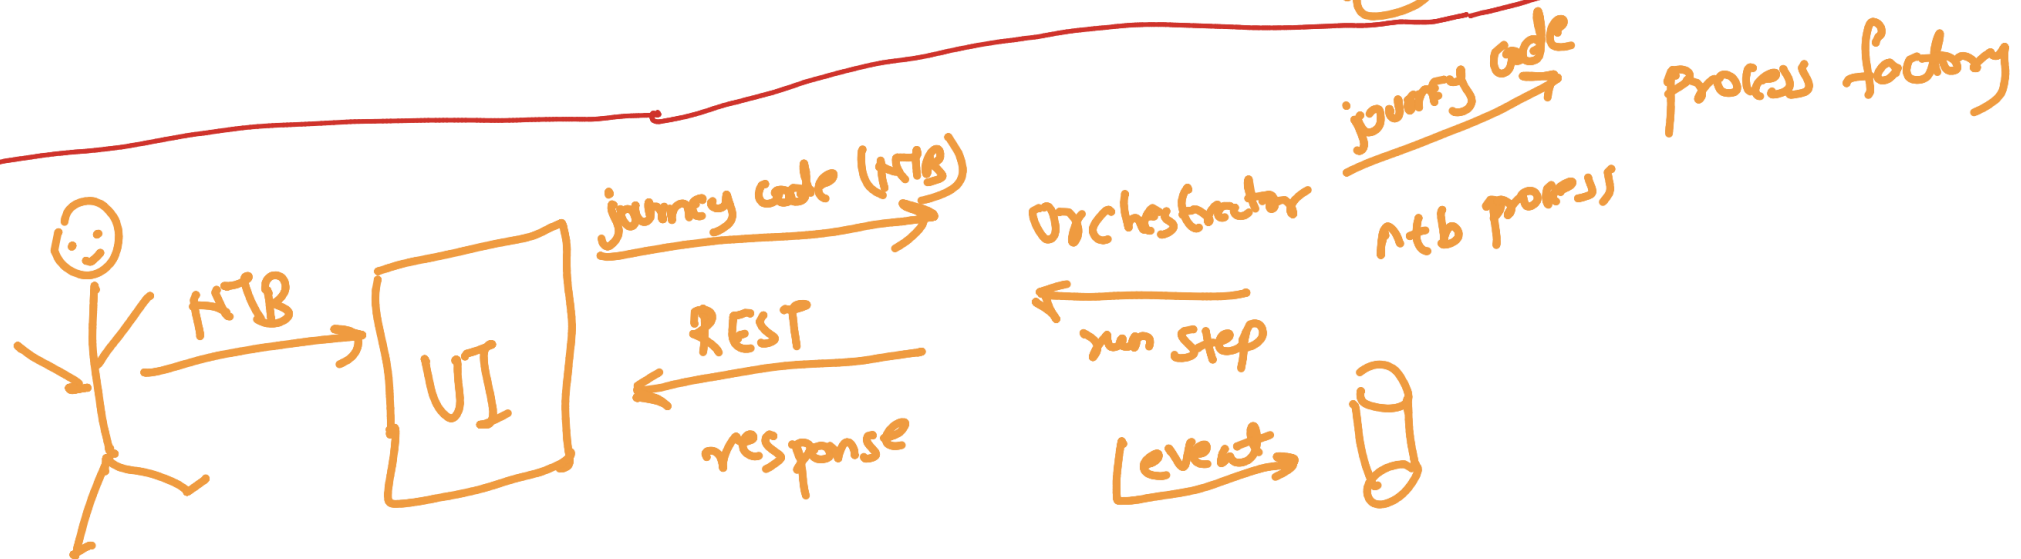 NTB
UI
journey code (NTB)
REST
response
orchestrator
run step
event
journey code
ntb process
process factory